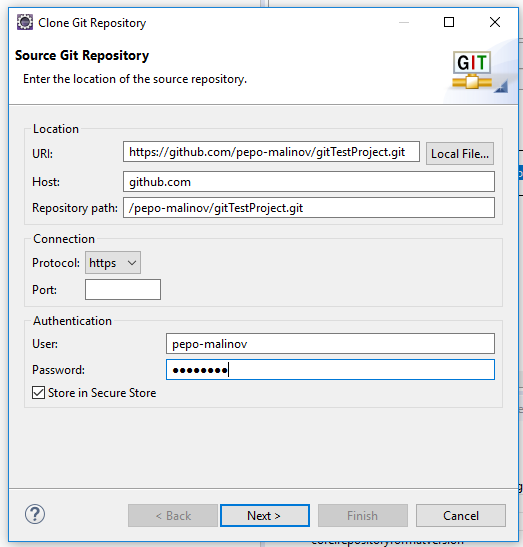 Clone Git Repository
Source Git Repository
Enter the location of the source repository.
GIT
Location
URI: https://github.com/pepo-malinov/gitTestProject.git Local File...
Host: github.com
Repository path: /pepo-malinov/gitTestProject.git
Connection
Protocol: https
Port:
Authentication
User: pepo-malinov
Password: ●●●●●●●●
Store in Secure Store
? < Back Next > Finish Cancel